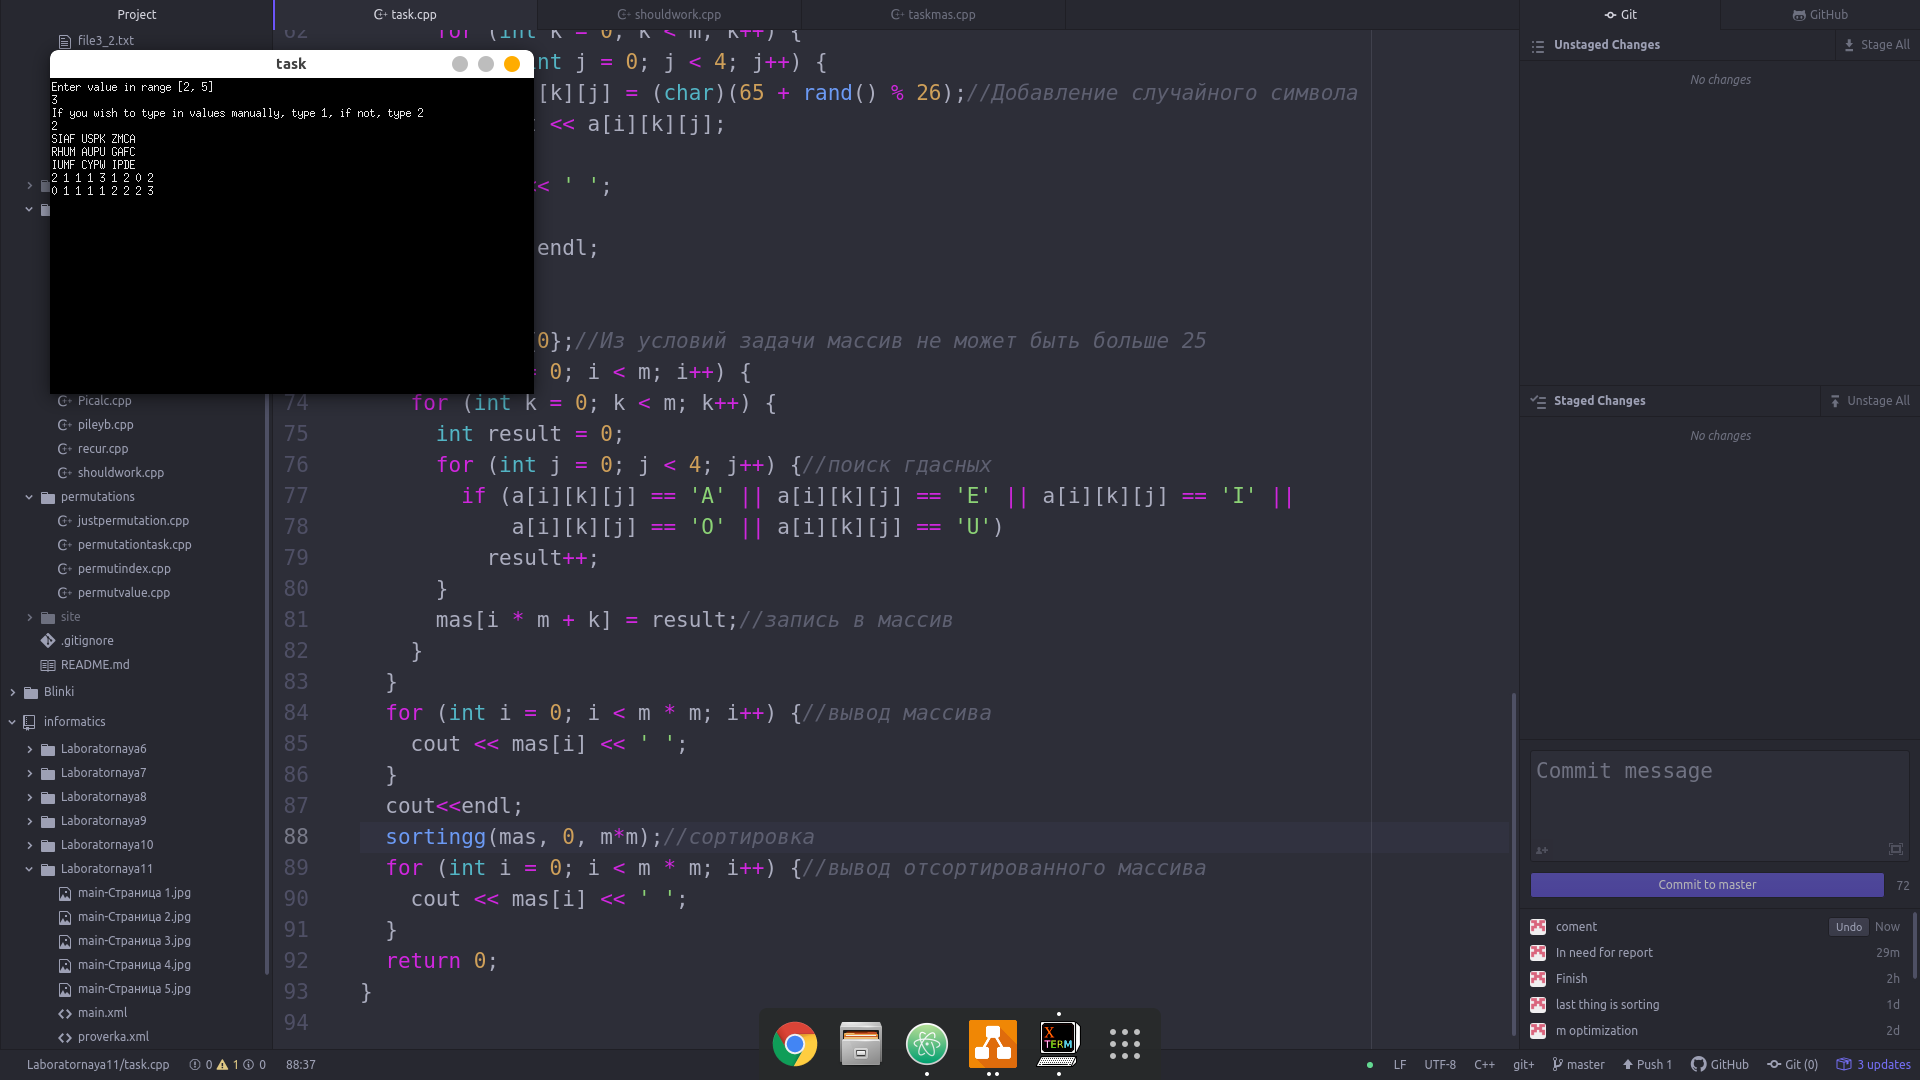 Project
task.cpp
shouldwork.cpp
taskmas.cpp
Git
GitHub
file3_2.txt
task
Enter value in range [2, 5]
3
If you wish to type in values manually, type 1, if not, type 2
2
SIAF USPK ZMCA
RHUM AUPU GAFC
IUMF CYPW IPDE
2 1 1 1 3 1 2 0 2
0 1 1 1 1 2 2 2 3
62 for (int k = 0; k < m; k++) {
int j = 0; j < 4; j++) {
[k][j] = (char)(65 + rand() % 26);//Добавление случайного символа
<< a[i][k][j];
< ' ';
endl;
0};//Из условий задачи массив не может быть больше 25
0; i < m; i++) {
74 for (int k = 0; k < m; k++) {
75 int result = 0;
76 for (int j = 0; j < 4; j++) {//поиск гдасных
77 if (a[i][k][j] == 'A' || a[i][k][j] == 'E' || a[i][k][j] == 'I' ||
78 a[i][k][j] == 'O' || a[i][k][j] == 'U')
79 result++;
80 }
81 mas[i * m + k] = result;//запись в массив
82 }
83 }
84 for (int i = 0; i < m * m; i++) {//вывод массива
85 cout << mas[i] << ' ';
86 }
87 cout<<endl;
88 sortingg(mas, 0, m*m);//сортировка
89 for (int i = 0; i < m * m; i++) {//вывод отсортированного массива
90 cout << mas[i] << ' ';
91 }
92 return 0;
93 }
94
Picalc.cpp
pileyb.cpp
recur.cpp
shouldwork.cpp
permutations
justpermutation.cpp
permutationtask.cpp
permutindex.cpp
permutvalue.cpp
site
.gitignore
README.md
Blinki
informatics
Laboratornaya6
Laboratornaya7
Laboratornaya8
Laboratornaya9
Laboratornaya10
Laboratornaya11
main-Страница 1.jpg
main-Страница 2.jpg
main-Страница 3.jpg
main-Страница 4.jpg
main-Страница 5.jpg
main.xml
proverka.xml
Unstaged Changes
Stage All
No changes
Staged Changes
Unstage All
No changes
Commit message
Commit to master
72
coment Undo Now
In need for report 29m
Finish 2h
last thing is sorting 1d
m optimization 2d
X
TERM
Laboratornaya11/task.cpp 0 1 0 88:37
LF UTF-8 C++ git+ master Push 1 GitHub Git (0) 3 updates